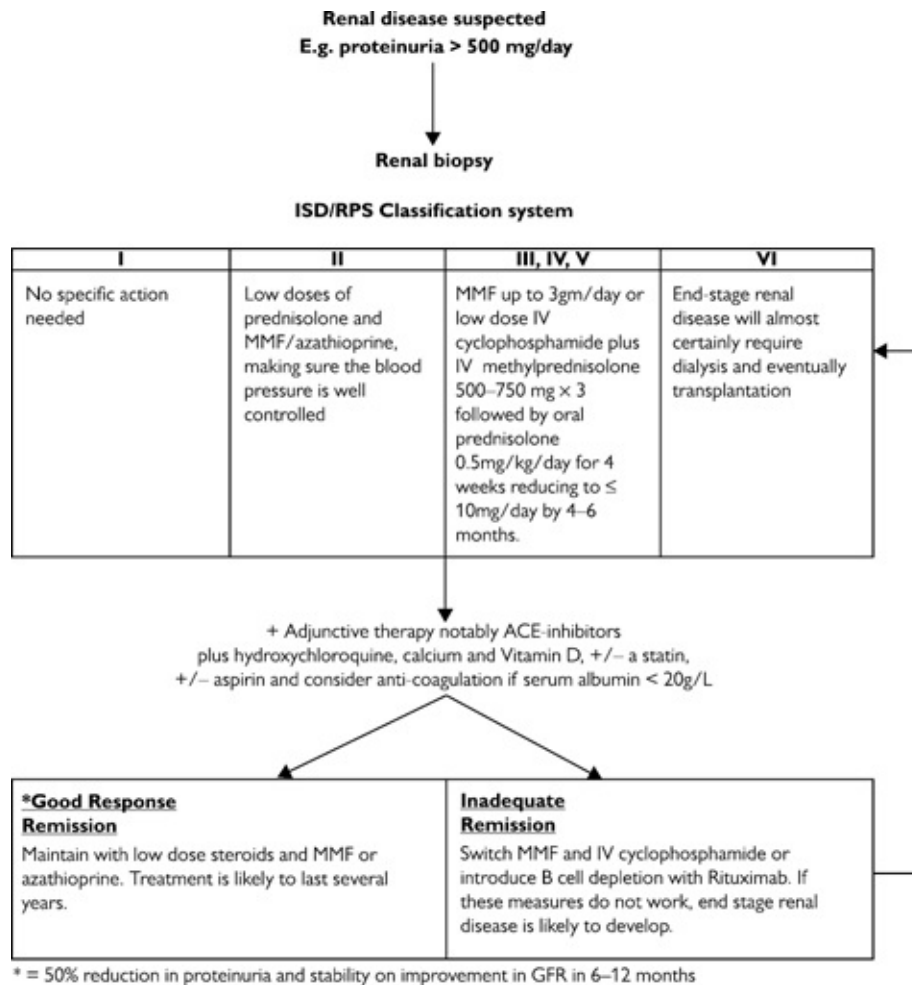 Renal disease suspected
E.g. proteinuria > 500 mg/day
Renal biopsy
ISD/RPS Classification system
I
No specific action
needed
II
Low doses of
prednisolone and
MMF/azathioprine,
making sure the blood
pressure is well
controlled
III, IV, V
MMF up to 3gm/day or
low dose IV
cyclophosphamide plus
IV methylprednisolone
500–750 mg × 3
followed by oral
prednisolone
0.5mg/kg/day for 4
weeks reducing to ≤
10mg/day by 4–6
months.
VI
End-stage renal
disease will almost
certainly require
dialysis and eventually
transplantation
+ Adjunctive therapy notably ACE-inhibitors
plus hydroxychloroquine, calcium and Vitamin D, +/– a statin,
+/– aspirin and consider anti-coagulation if serum albumin < 20g/L
*Good Response
Remission
Maintain with low dose steroids and MMF or
azathioprine. Treatment is likely to last several
years.
Inadequate
Remission
Switch MMF and IV cyclophosphamide or
introduce B cell depletion with Rituximab. If
these measures do not work, end stage renal
disease is likely to develop.
* = 50% reduction in proteinuria and stability on improvement in GFR in 6–12 months